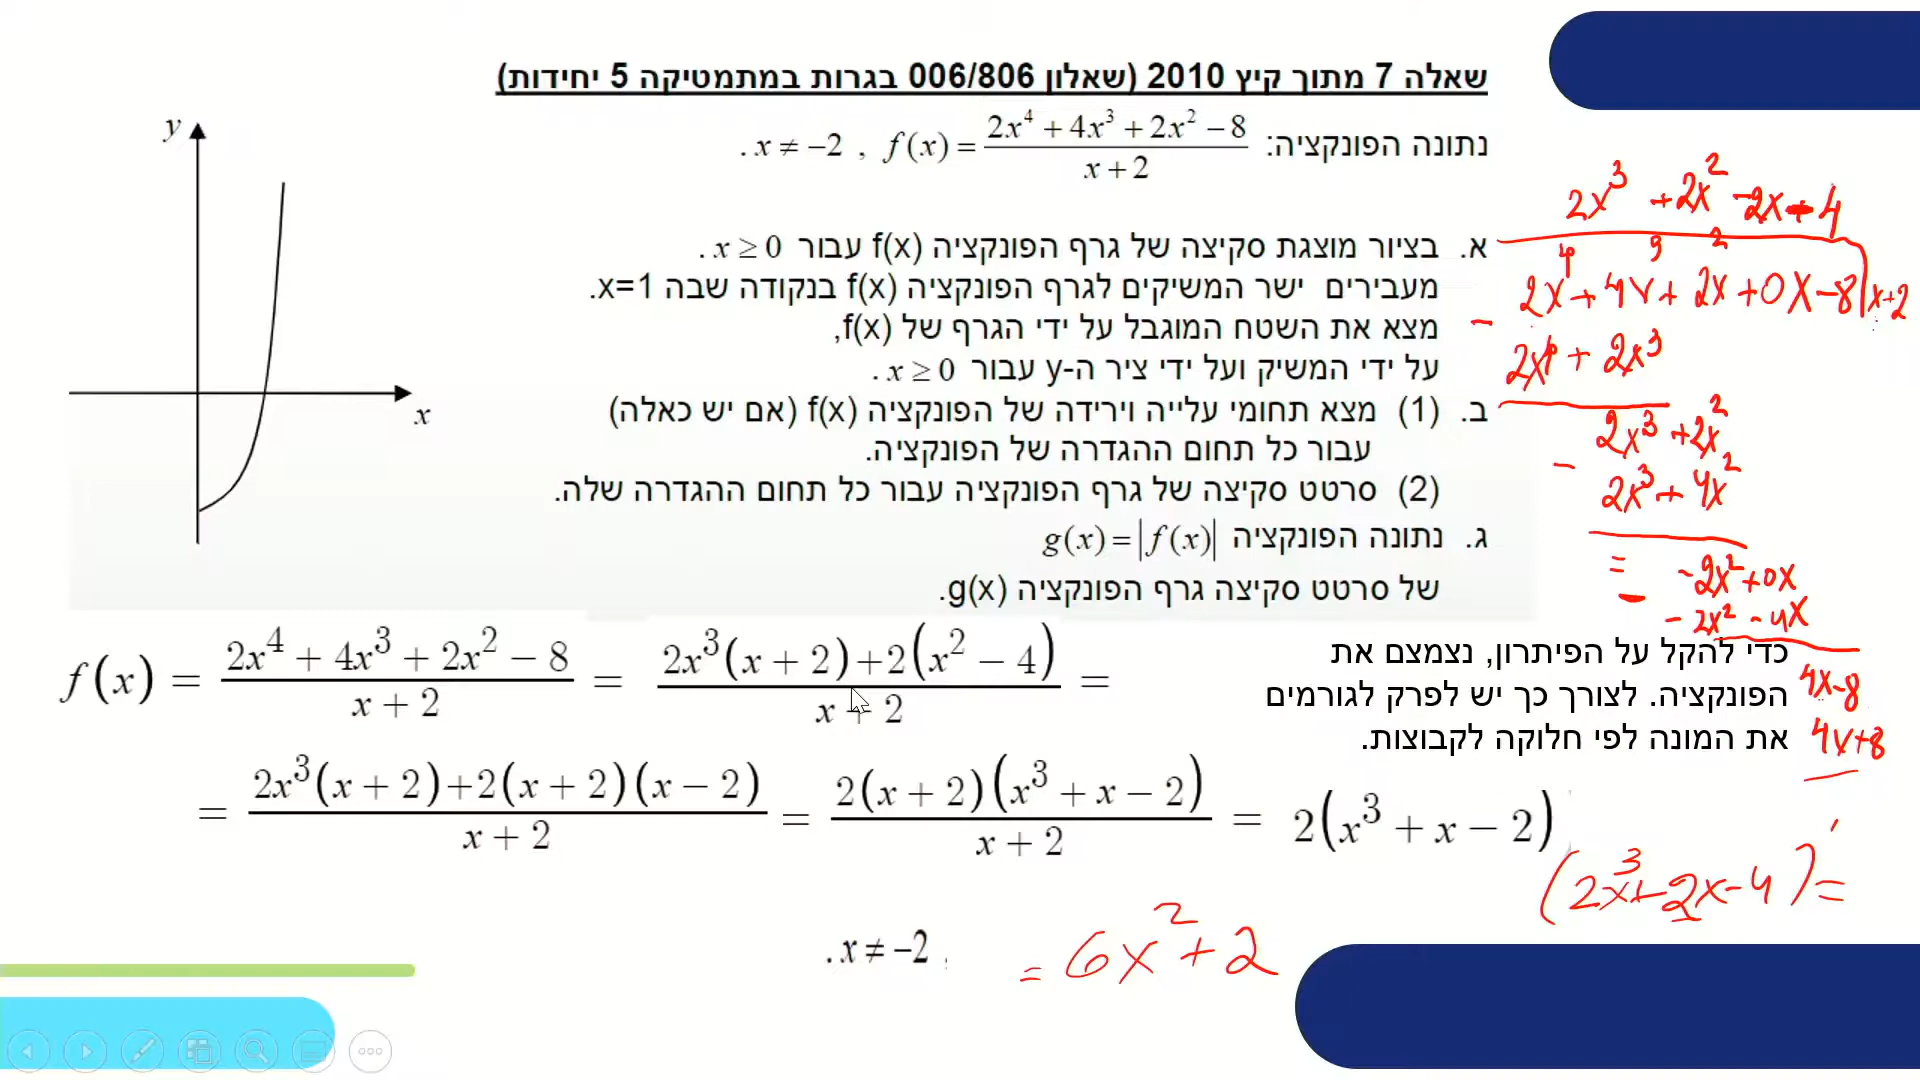 שאלה 7 מתוך קיץ 2010 (שאלון 006/806 בגרות במתמטיקה 5 יחידות)
נתונה הפונקציה: f(x) = (2x⁴ + 4x³ + 2x² − 8)/(x + 2) , x ≠ −2 .
א. בציור מוצגת סקיצה של גרף הפונקציה f(x) עבור x ≥ 0 .
מעבירים ישר המשיקים לגרף הפונקציה f(x) בנקודה שבה x=1.
מצא את השטח המוגבל על ידי הגרף של f(x),
על ידי המשיק ועל ידי ציר ה-y עבור x ≥ 0 .
ב. (1) מצא תחומי עלייה וירידה של הפונקציה f(x) (אם יש כאלה)
עבור כל תחום ההגדרה של הפונקציה.
(2) סרטט סקיצה של גרף הפונקציה עבור כל תחום ההגדרה שלה.
ג. נתונה הפונקציה g(x) = |f(x)|
של סרטט סקיצה גרף הפונקציה g(x).
y
x
2x³ + 2x² − 2x + 4
2x⁴ + 4x³ + 2x² + 0x − 8 | x+2
− 2x⁴ + 2x³
2x³ + 2x²
− 2x³ + 4x²
= −2x² + 0x
− −2x² − 4x
4x − 8
4x + 8
כדי להקל על הפיתרון, נצמצם את
הפונקציה. לצורך כך יש לפרק לגורמים
את המונה לפי חלוקה לקבוצות.
f(x) = (2x⁴ + 4x³ + 2x² − 8)/(x + 2) = (2x³(x + 2)+2(x² − 4))/(x + 2) =
= (2x³(x + 2)+2(x + 2)(x − 2))/(x + 2) = (2(x + 2)(x³ + x − 2))/(x + 2) = 2(x³ + x − 2)
(2x³ + 2x − 4)' =
. x ≠ −2 ,
= 6x² + 2